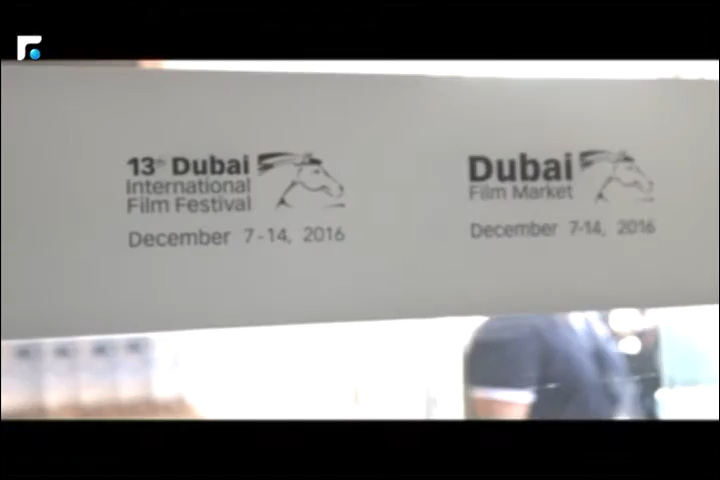 13th Dubai
International
Film Festival
December 7-14, 2016
Dubai
Film Market
December 7-14, 2016